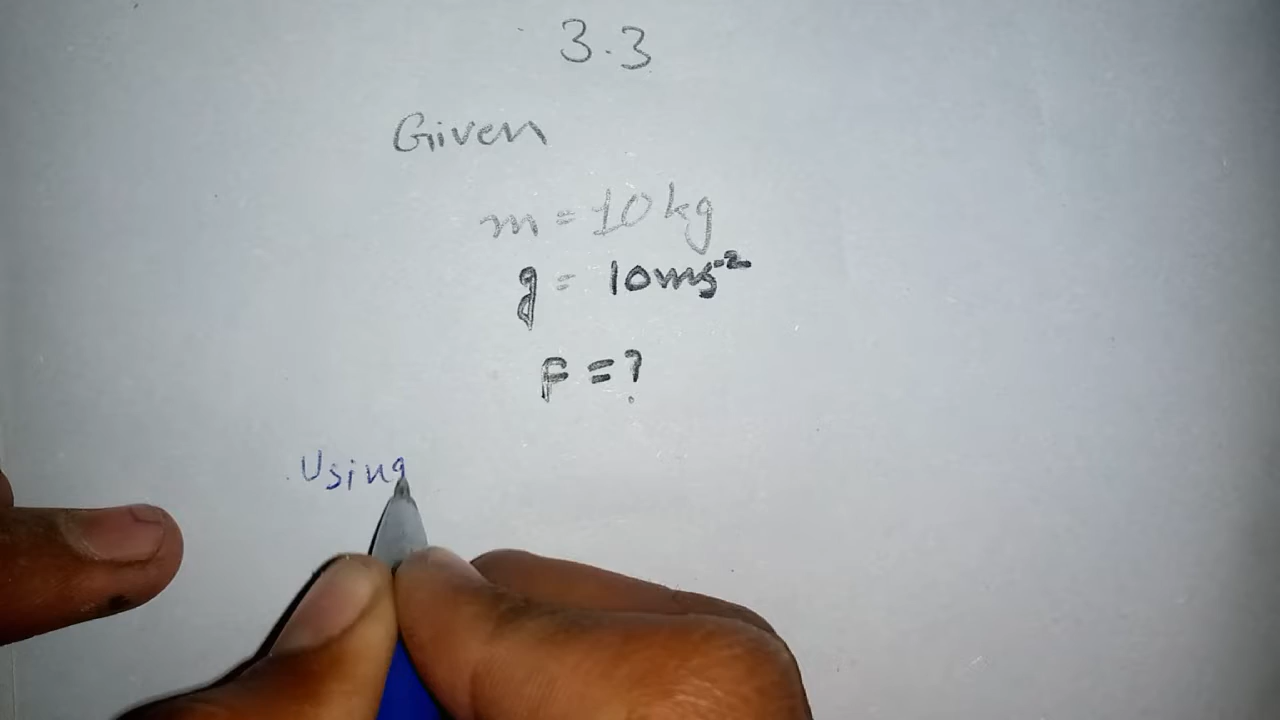 3.3
Given
m = 10 kg
g = 10 ms⁻²
F = ?
Using